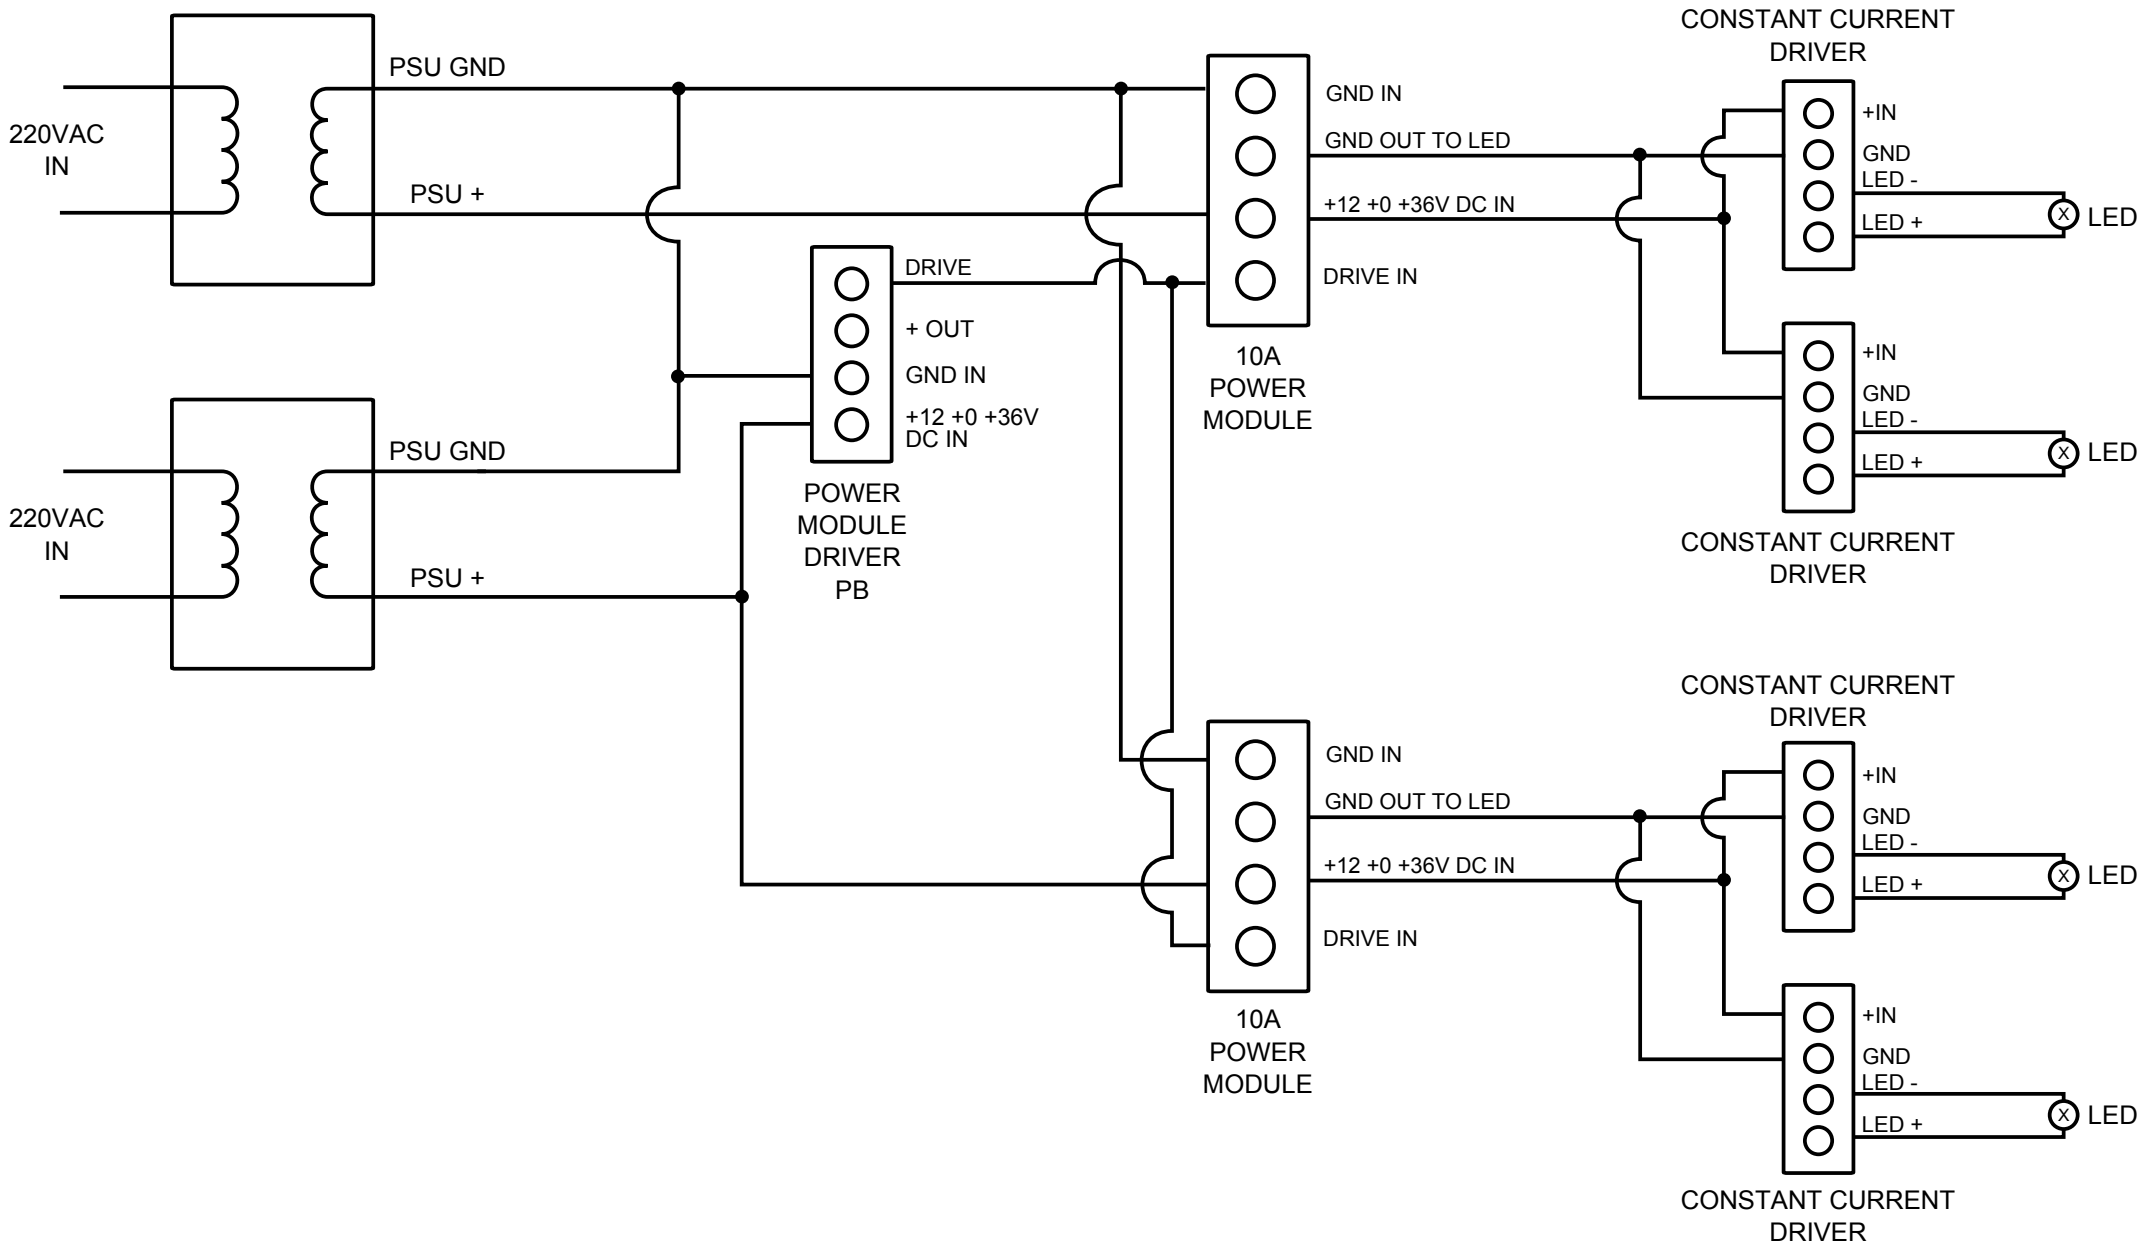 CONSTANT CURRENT
DRIVER
PSU GND
220VAC
IN
PSU +
GND IN
GND OUT TO LED
+12 +0 +36V DC IN
DRIVE IN
10A
POWER
MODULE
+IN
GND
LED -
LED +
X
LED
DRIVE
+ OUT
GND IN
+12 +0 +36V
DC IN
POWER
MODULE
DRIVER
PB
+IN
GND
LED -
LED +
X
LED
CONSTANT CURRENT
DRIVER
PSU GND
220VAC
IN
PSU +
CONSTANT CURRENT
DRIVER
GND IN
GND OUT TO LED
+12 +0 +36V DC IN
DRIVE IN
10A
POWER
MODULE
+IN
GND
LED -
LED +
X
LED
+IN
GND
LED -
LED +
X
LED
CONSTANT CURRENT
DRIVER